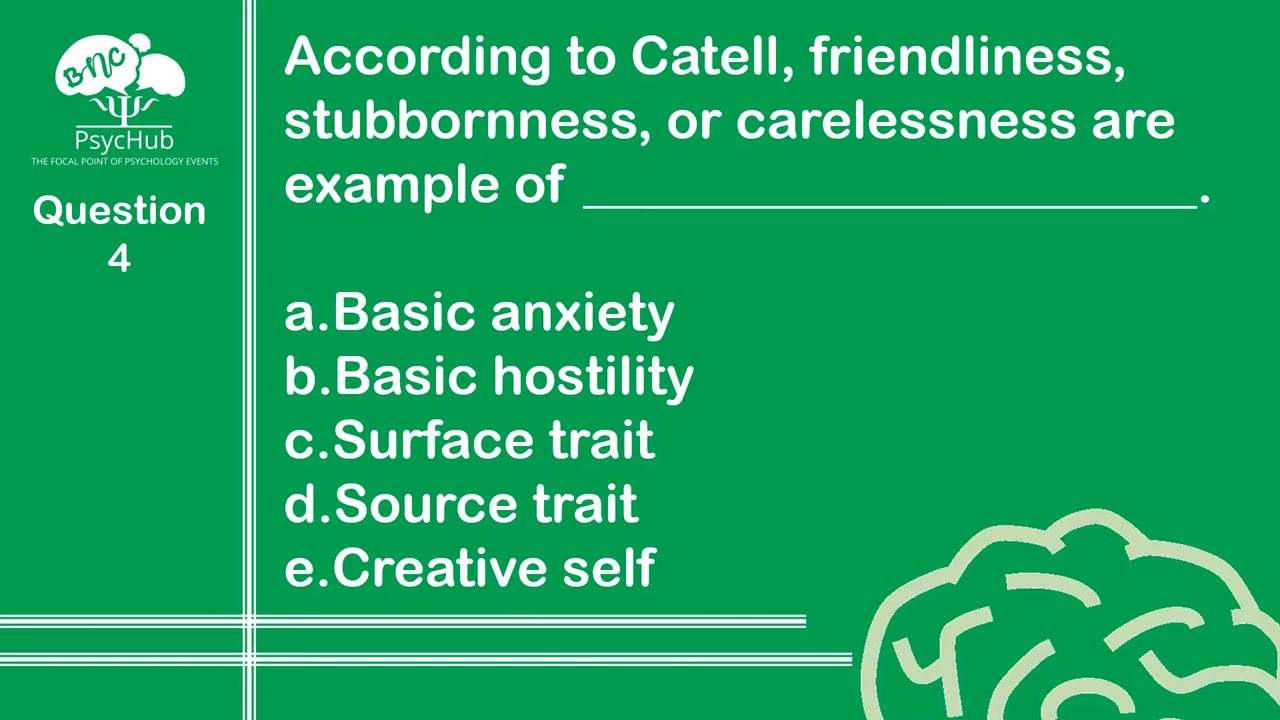 BNC
PsycHub
THE FOCAL POINT OF PSYCHOLOGY EVENTS
Question
4
According to Catell, friendliness,
stubbornness, or carelessness are
example of ______________________.
a.Basic anxiety
b.Basic hostility
c.Surface trait
d.Source trait
e.Creative self